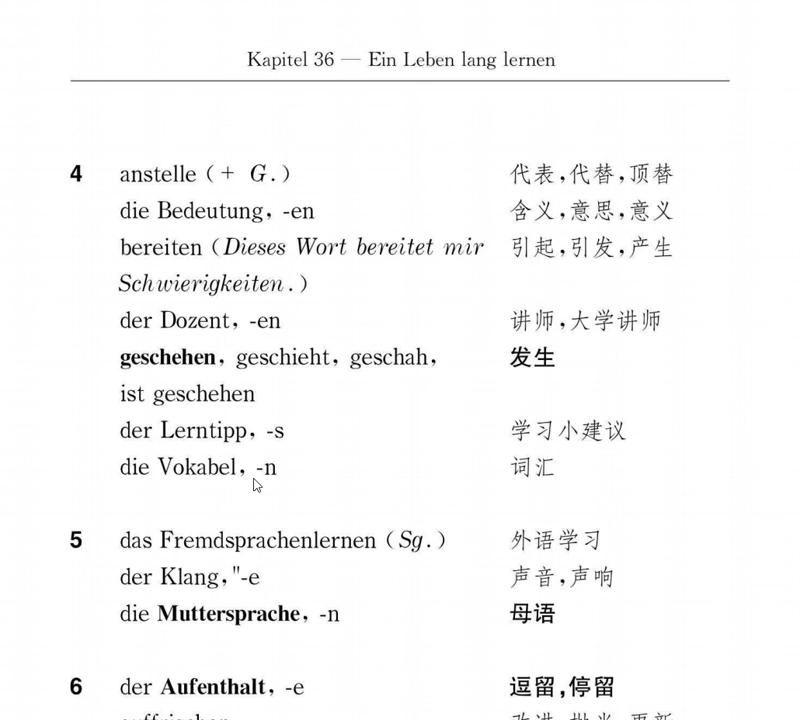 Kapitel 36 — Ein Leben lang lernen
4 anstelle (+ G.) 代表,代替,顶替
die Bedeutung, -en 含义,意思,意义
bereiten (Dieses Wort bereitet mir 引起,引发,产生
Schwierigkeiten.)
der Dozent, -en 讲师,大学讲师
geschehen, geschieht, geschah, 发生
ist geschehen
der Lerntipp, -s 学习小建议
die Vokabel, -n 词汇
5 das Fremdsprachenlernen (Sg.) 外语学习
der Klang, "-e 声音,声响
die Muttersprache, -n 母语
6 der Aufenthalt, -e 逗留,停留